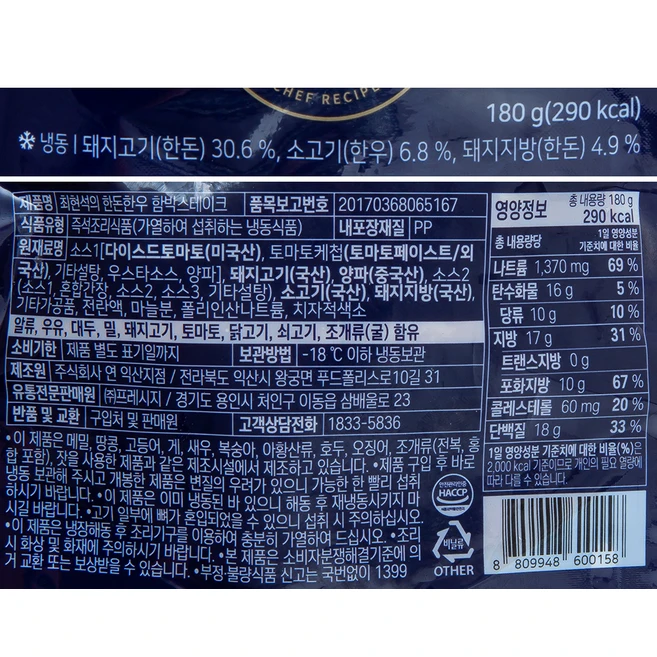 CHEF RECIPE
180 g(290 kcal)
냉동 | 돼지고기(한돈) 30.6 %, 소고기(한우) 6.8 %, 돼지지방(한돈) 4.9 %
제품명 최현석의 한돈한우 함박스테이크 품목보고번호 20170368065167
식품유형 즉석조리식품(가열하여 섭취하는 냉동식품) 내포장재질 PP
원재료명 소스1[다이스드토마토(미국산), 토마토케첩(토마토페이스트/외
국산), 기타설탕, 우스타소스, 양파], 돼지고기(국산), 양파(중국산), 소스2
(소스1, 혼합간장, 소스2, 소스3, 기타설탕), 소고기(국산), 돼지지방(국산),
기타가공품, 전란액, 마늘분, 폴리인산나트륨, 치자적색소
알류, 우유, 대두, 밀, 돼지고기, 토마토, 닭고기, 쇠고기, 조개류(굴) 함유
소비기한 제품 별도 표기일까지 보관방법 -18 ℃ 이하 냉동보관
제조원 주식회사 연 익산지점 / 전라북도 익산시 왕궁면 푸드폴리스로10길 31
유통전문판매원 ㈜프레시지 / 경기도 용인시 처인구 이동읍 삼배울로 23
반품 및 교환 구입처 및 판매원 고객상담전화 1833-5836
•이 제품은 메밀, 땅콩, 고등어, 게, 새우, 복숭아, 아황산류, 호두, 오징어, 조개류(전복, 홍
합 포함), 잣을 사용한 제품과 같은 제조시설에서 제조하고 있습니다. •제품 구입 후 바로
냉동 보관해 주시고 개봉한 제품은 변질의 우려가 있으니 가능한 한 빨리 섭취
하시기 바랍니다. •이 제품은 이미 냉동된 바 있으니 해동 후 재냉동시키지 마
시길 바랍니다. •고기 일부에 뼈가 혼입되었을 수 있으니 섭취 시 주의하십시오.
•이 제품은 냉장해동 후 조리기구를 이용하여 충분히 가열하여 드십시오. •조리
시 화상 및 화재에 주의하시기 바랍니다. •본 제품은 소비자분쟁해결기준에 의
거 교환 또는 보상받을 수 있습니다. •부정·불량식품 신고는 국번없이 1399
HACCP
비닐류
OTHER
영양정보 총 내용량 180 g
290 kcal
총 내용량당 1일 영양성분
기준치에 대한 비율
나트륨 1,370 mg 69 %
탄수화물 16 g 5 %
당류 10 g 10 %
지방 17 g 31 %
트랜스지방 0 g
포화지방 10 g 67 %
콜레스테롤 60 mg 20 %
단백질 18 g 33 %
1일 영양성분 기준치에 대한 비율(%)은
2,000 kcal 기준이므로 개인의 필요 열량에
따라 다를 수 있습니다.
8 809948 600158